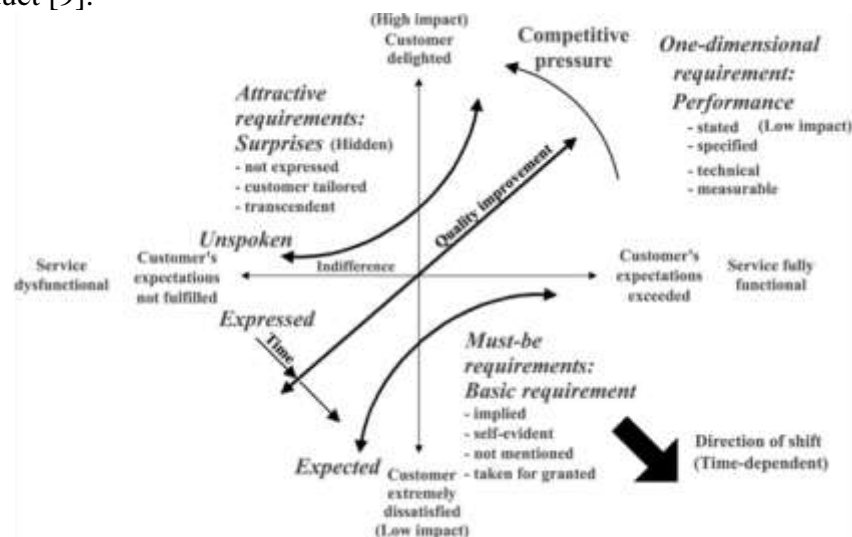 uct [9].
(High impact)
Customer
delighted
Competitive
pressure
One-dimensional
requirement:
Performance
- stated (Low impact)
- specified
- technical
- measurable
Attractive
requirements:
Surprises (Hidden)
- not expressed
- customer tailored
- transcendent
Quality improvement
Unspoken
Service
dysfunctional
Customer's
expectations
not fulfilled
Indifference
Customer's
expectations
exceeded
Service fully
functional
Expressed
Time
Must-be
requirements:
Basic requirement
- implied
- self-evident
- not mentioned
- taken for granted
Expected
Customer
extremely
dissatisfied
(Low impact)
Direction of shift
(Time-dependent)